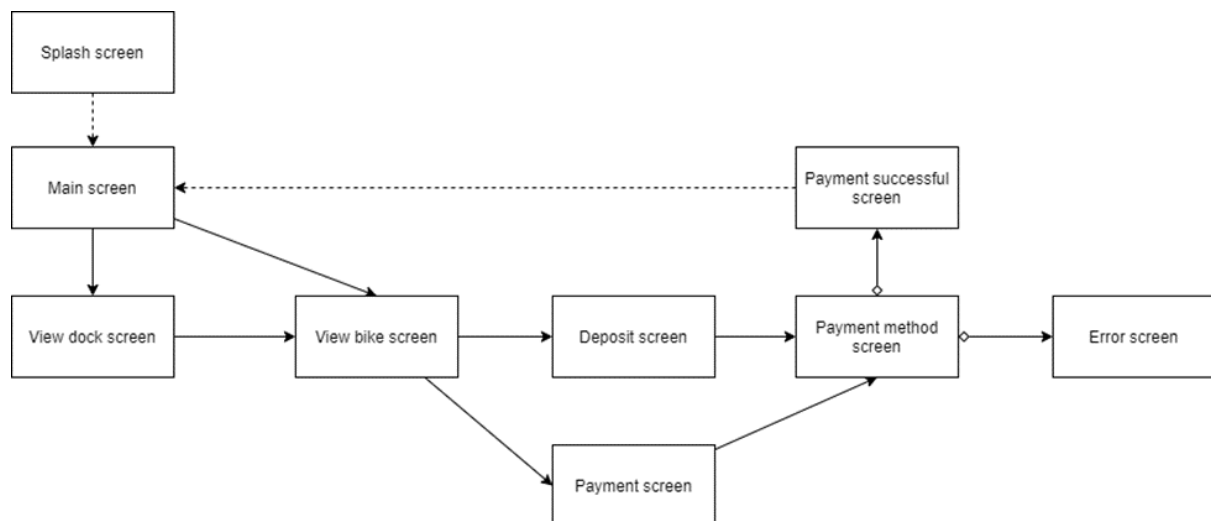 Splash screen
Main screen
Payment successful
screen
View dock screen
View bike screen
Deposit screen
Payment method
screen
Error screen
Payment screen